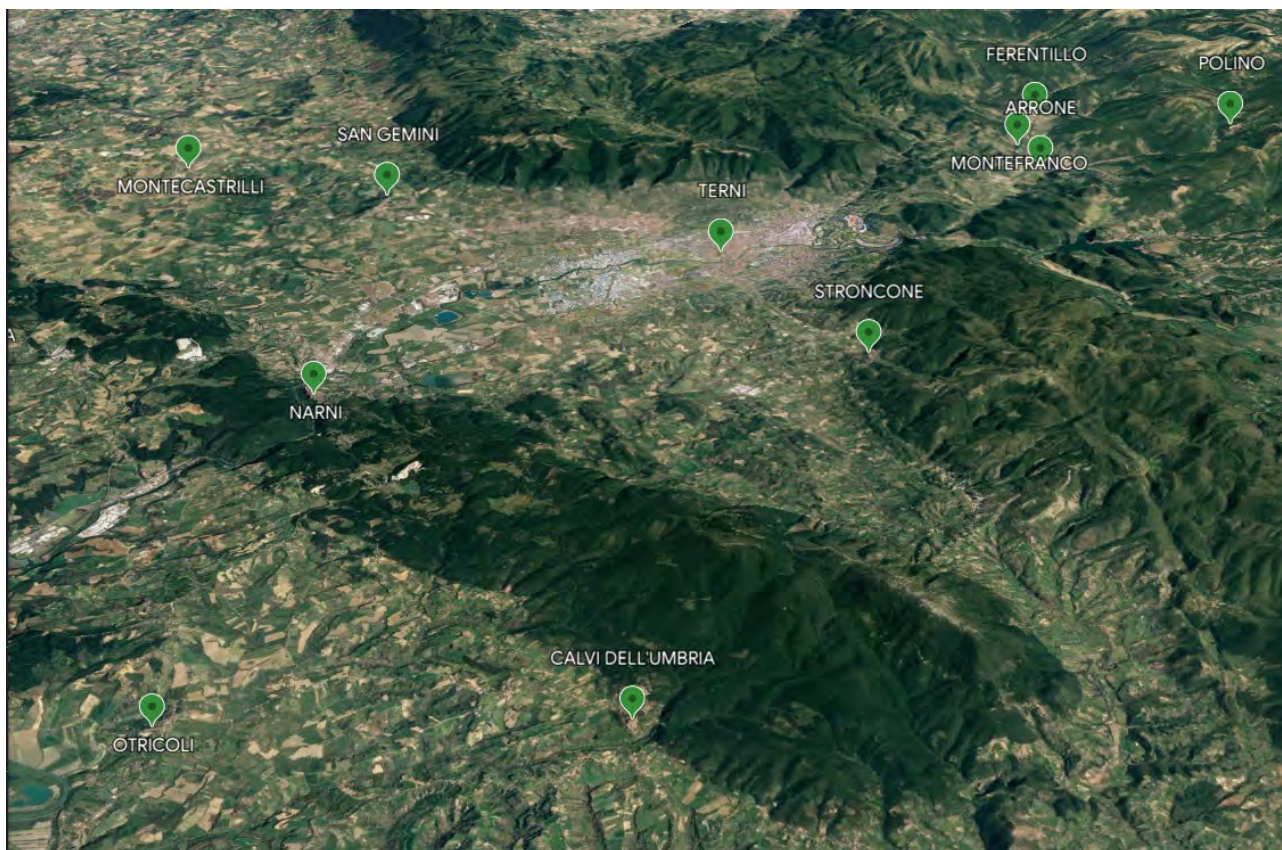 FERENTILLO
POLINO
ARRONE
SAN GEMINI
MONTEFRANCO
MONTECASTRILLI
TERNI
STRONCONE
NARNI
CALVI DELL'UMBRIA
OTRICOLI
A